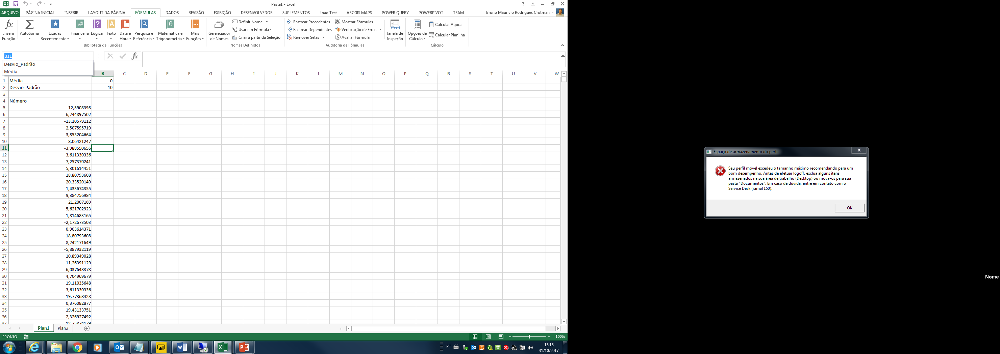 Pasta1 - Excel
ARQUIVO PÁGINA INICIAL INSERIR LAYOUT DA PÁGINA FÓRMULAS DADOS REVISÃO EXIBIÇÃO DESENVOLVEDOR SUPLEMENTOS Load Test ARCGIS MAPS POWER QUERY POWERPIVOT TEAM Bruno Mauricio Rodrigues Crotman
Inserir Função
AutoSoma
Usadas Recentemente
Financeira
Lógica
Texto
Data e Hora
Pesquisa e Referência
Matemática e Trigonometria
Mais Funções
Biblioteca de Funções
Gerenciador de Nomes
Definir Nome
Usar em Fórmula
Criar a partir da Seleção
Nomes Definidos
Rastrear Precedentes
Rastrear Dependentes
Remover Setas
Mostrar Fórmulas
Verificação de Erros
Avaliar Fórmula
Auditoria de Fórmulas
Janela de Inspeção
Opções de Cálculo
Calcular Agora
Calcular Planilha
Cálculo
B11
Desvio_Padrão
Média
B C D E F G H I J K L M N O P Q R S T U V W
1 Média 0
2 Desvio-Padrão 10
3
4 Número
5 -12,5908398
6 6,744897502
7 -13,10579112
8 2,507595719
9 -3,853204664
10 8,06421247
11 -3,988550656
12 3,611330336
13 7,257370241
14 5,301614451
15 18,80793608
16 20,33520149
17 -1,433674355
18 9,384756984
19 21,2007169
20 5,621702923
21 -1,814683165
22 -2,172673503
23 0,903614371
24 -18,80793608
25 8,742171649
26 -5,887932119
27 10,89349028
28 -11,26391129
29 -6,037648378
30 4,704969679
31 19,11035648
32 3,611330336
33 19,77368428
34 0,376082877
35 19,43133751
36 2,326927492
37 12,75874179
Plan1 Plan3
PRONTO 100%
PT 15:15
31/10/2017
Espaço de armazenamento do perfil
Seu perfil móvel excedeu o tamanho máximo recomendando para um
bom desempenho. Antes de efetuar logoff, exclua alguns itens
armazenados na sua área de trabalho (Desktop) ou mova-os para sua
pasta "Documentos". Em caso de dúvida, entre em contato com o
Service Desk (ramal 150).
OK
Nome